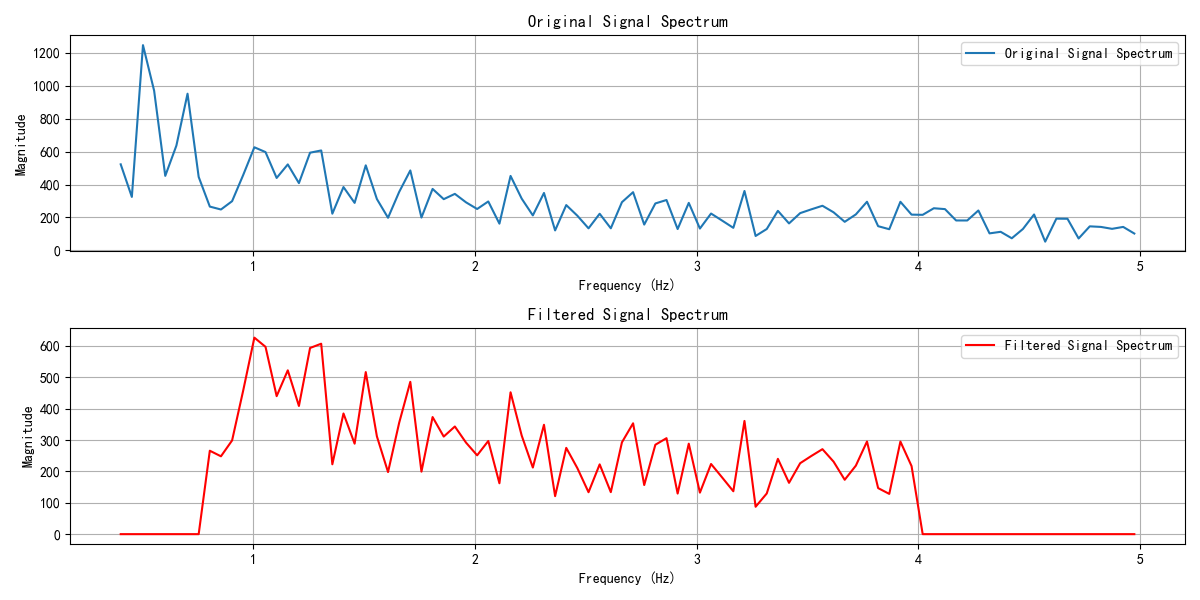 Original Signal Spectrum
Original Signal Spectrum
Magnitude
1200
1000
800
600
400
200
0
1 2 3 4 5
Frequency (Hz)
Filtered Signal Spectrum
Filtered Signal Spectrum
Magnitude
600
500
400
300
200
100
0
1 2 3 4 5
Frequency (Hz)